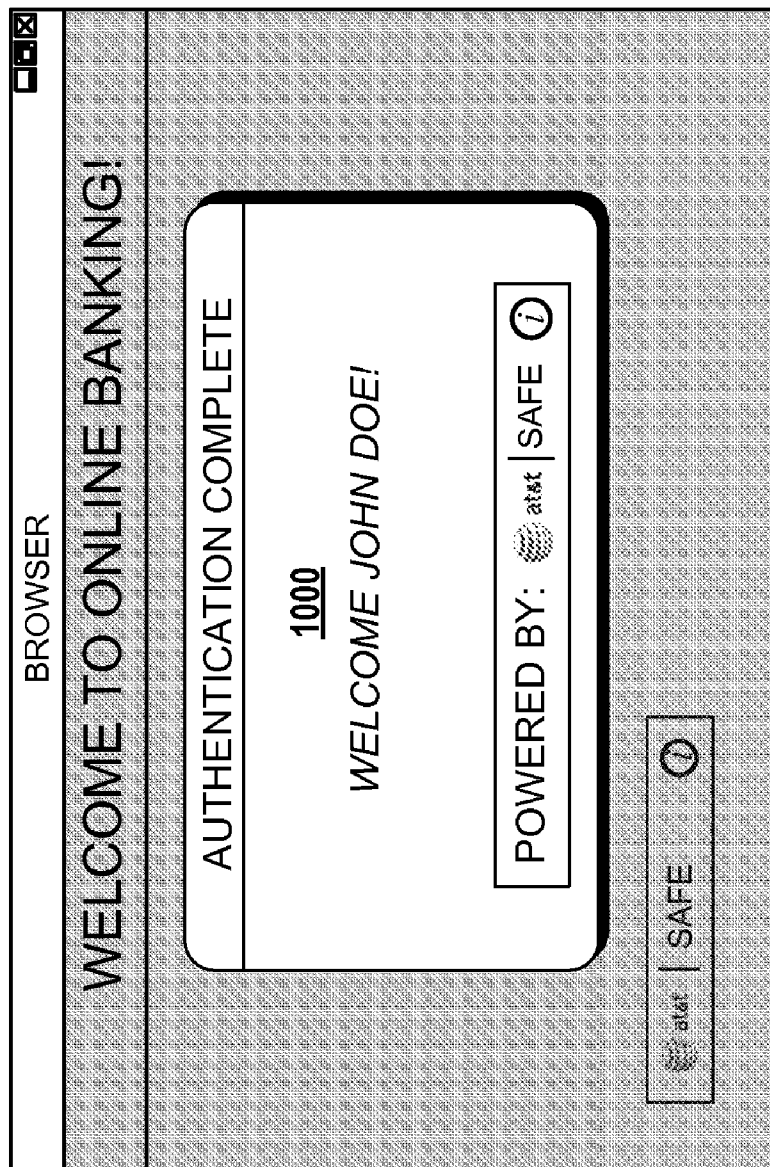 BROWSER
WELCOME TO ONLINE BANKING!
AUTHENTICATION COMPLETE
1000
WELCOME JOHN DOE!
POWERED BY: at&t | SAFE i
at&t | SAFE i